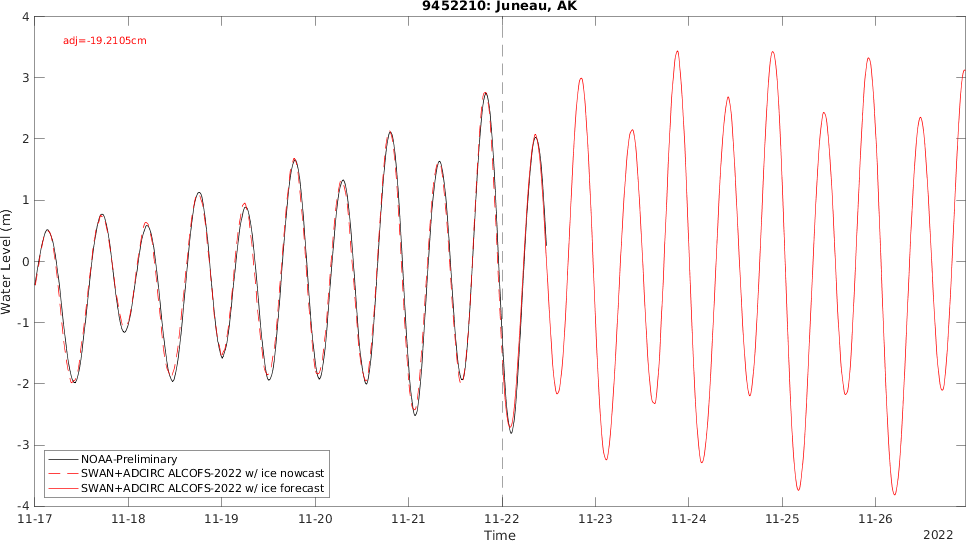 9452210: Juneau, AK
adj=-19.2105cm
4
3
2
1
0
-1
-2
-3
-4
Water Level (m)
NOAA-Preliminary
SWAN+ADCIRC ALCOFS-2022 w/ ice nowcast
SWAN+ADCIRC ALCOFS-2022 w/ ice forecast
11-17 11-18 11-19 11-20 11-21 11-22 11-23 11-24 11-25 11-26
Time
2022